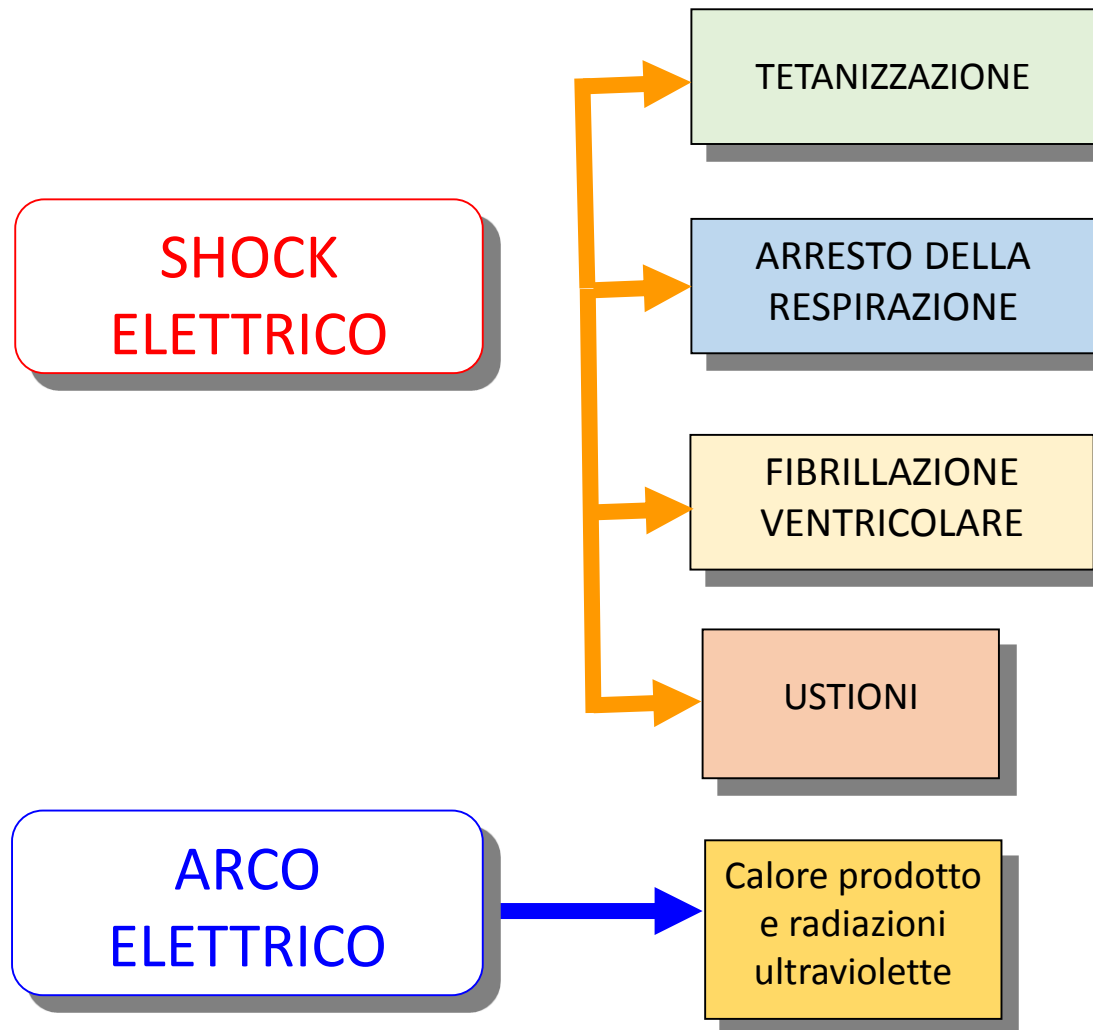 SHOCK
ELETTRICO
TETANIZZAZIONE
ARRESTO DELLA
RESPIRAZIONE
FIBRILLAZIONE
VENTRICOLARE
USTIONI
ARCO
ELETTRICO
Calore prodotto
e radiazioni
ultraviolette